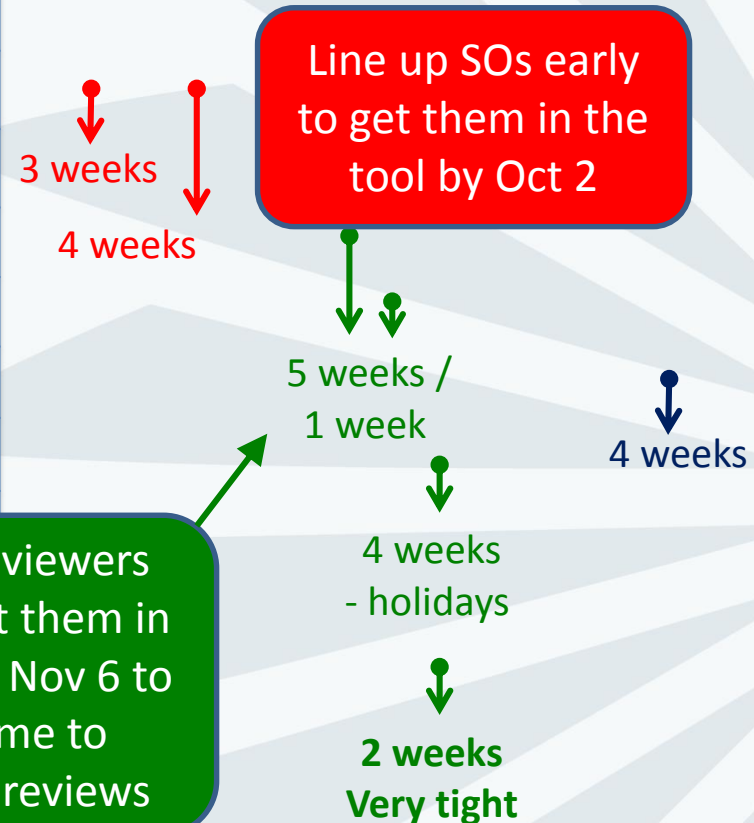 Line up SOs early
to get them in the
tool by Oct 2
3 weeks
4 weeks
5 weeks /
1 week
4 weeks
4 weeks
- holidays
viewers
t them in
Nov 6 to
me to
reviews
2 weeks
Very tight